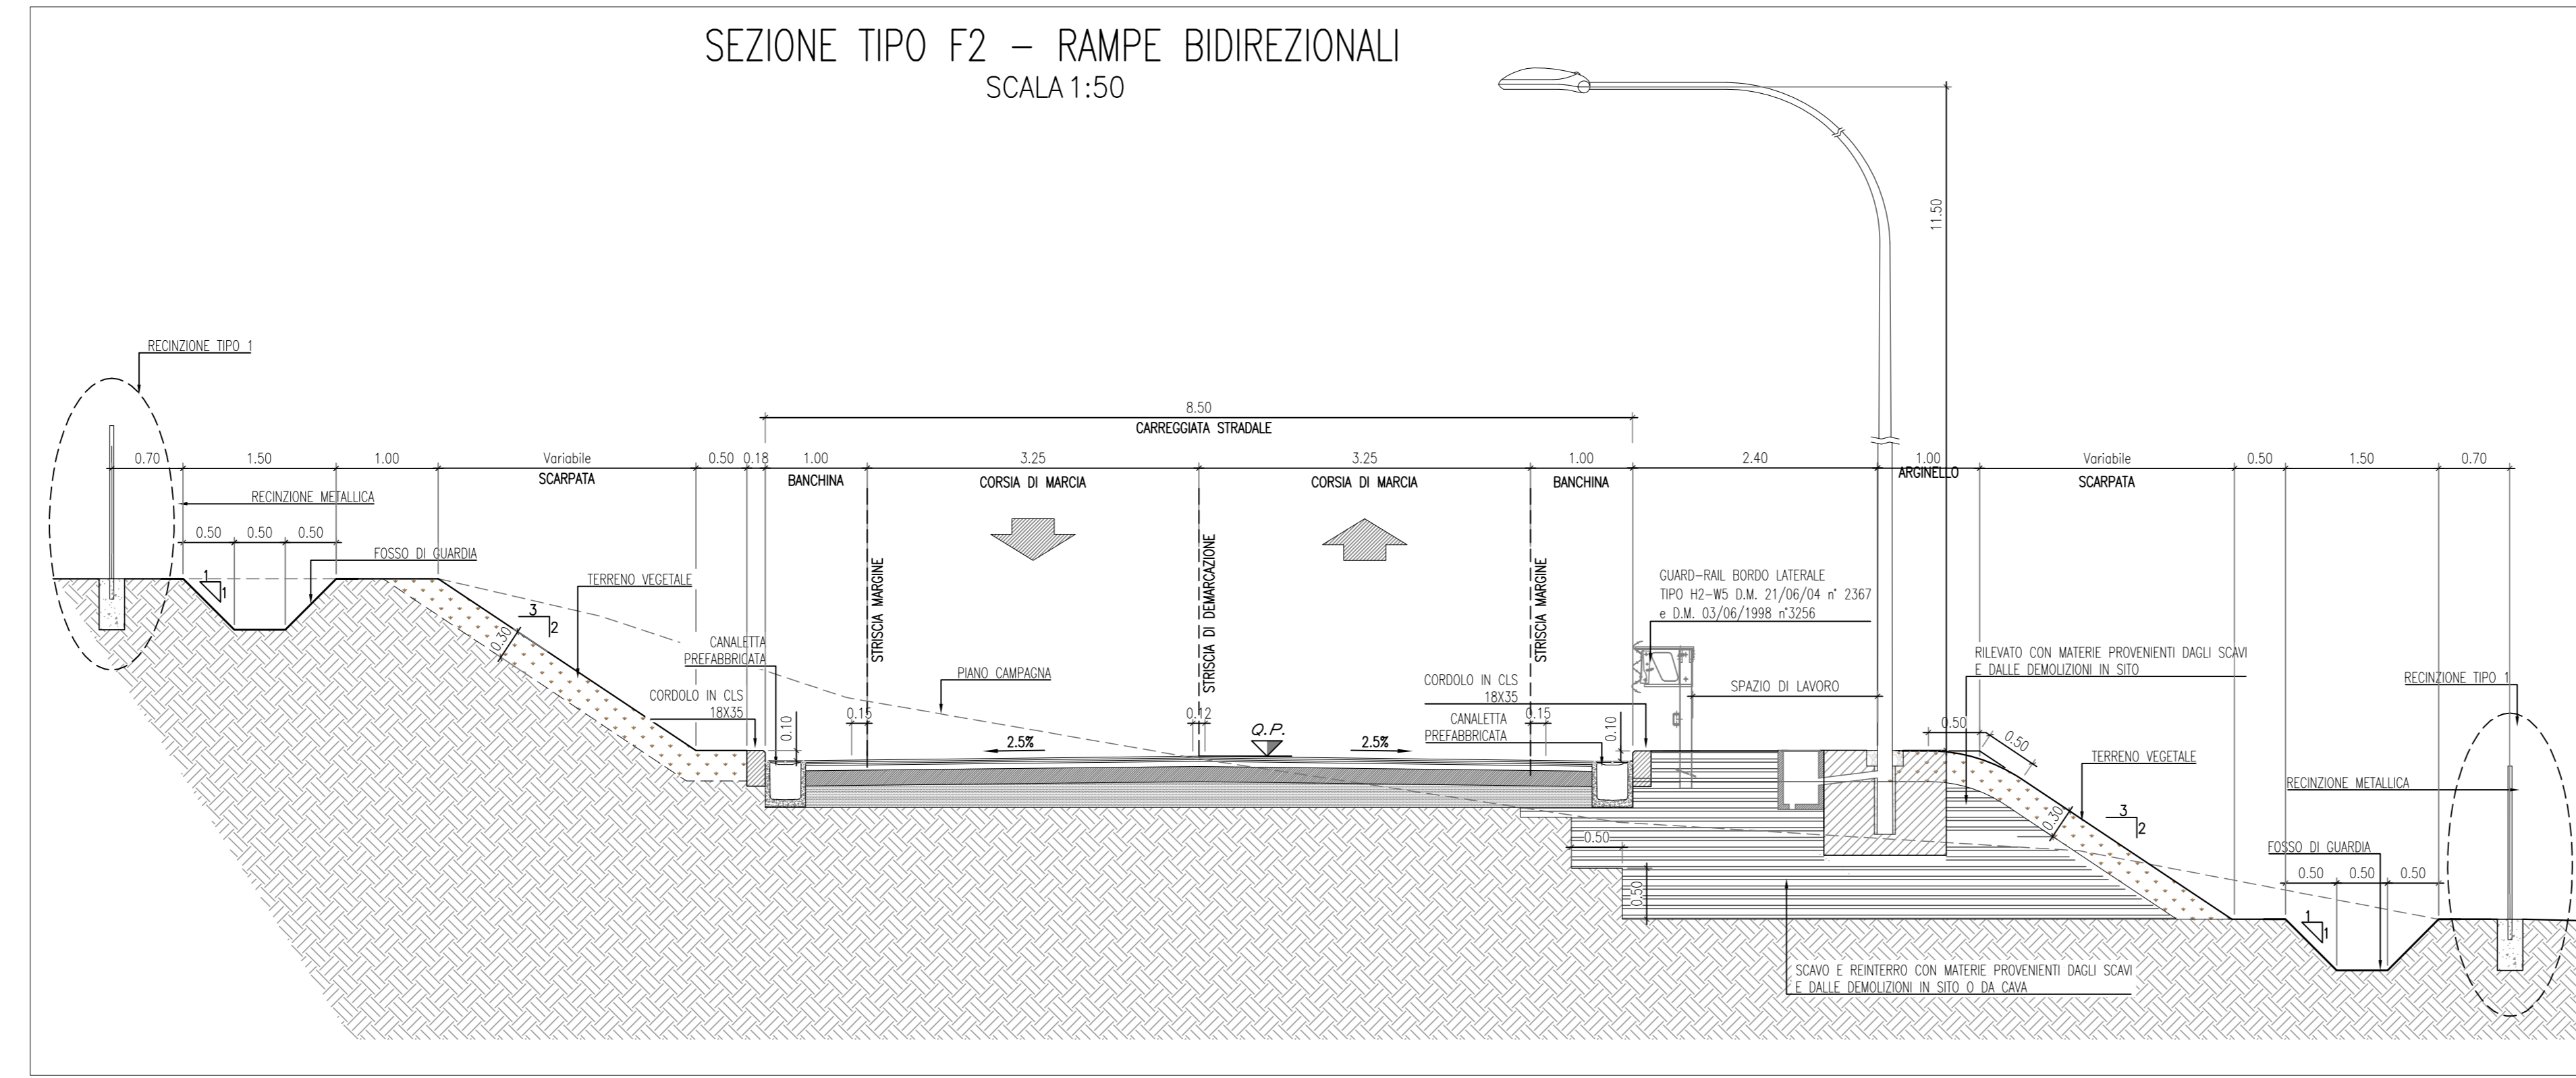 SEZIONE TIPO F2 – RAMPE BIDIREZIONALI
SCALA 1:50
11.50
RECINZIONE TIPO 1
8.50
CARREGGIATA STRADALE
0.70 1.50 1.00 Variabile 0.50 0.18 1.00 3.25 3.25 1.00 2.40 1.00 Variabile 0.50 1.50 0.70
SCARPATA BANCHINA CORSIA DI MARCIA CORSIA DI MARCIA BANCHINA ARGINELLO SCARPATA
RECINZIONE METALLICA
0.50 0.50 0.50
FOSSO DI GUARDIA
1
1
TERRENO VEGETALE
3
2
0.30
CANALETTA
PREFABBRICATA
CORDOLO IN CLS
18X35
0.10
STRISCIA MARGINE
0.15
PIANO CAMPAGNA
2.5%
STRISCIA DI DEMARCAZIONE
0.12
Q.P.
2.5%
STRISCIA MARGINE
CORDOLO IN CLS
18X35
CANALETTA
PREFABBRICATA
0.15
0.10
GUARD-RAIL BORDO LATERALE
TIPO H2-W5 D.M. 21/06/04 n° 2367
e D.M. 03/06/1998 n°3256
SPAZIO DI LAVORO
RILEVATO CON MATERIE PROVENIENTI DAGLI SCAVI
E DALLE DEMOLIZIONI IN SITO
0.50
0.50
TERRENO VEGETALE
3
2
0.30
RECINZIONE TIPO 1
RECINZIONE METALLICA
FOSSO DI GUARDIA
0.50 0.50 0.50
1
1
0.50
0.50
SCAVO E REINTERRO CON MATERIE PROVENIENTI DAGLI SCAVI
E DALLE DEMOLIZIONI IN SITO O DA CAVA